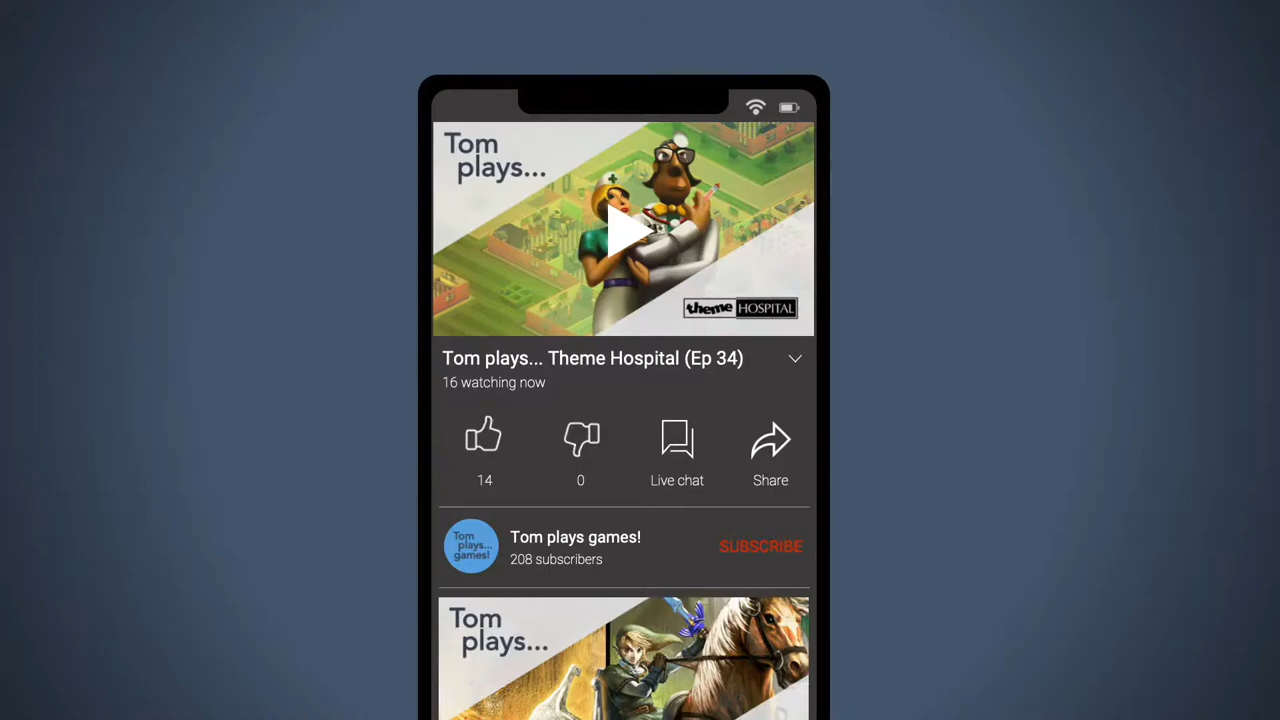 Tom
plays...
theme HOSPITAL
Tom plays... Theme Hospital (Ep 34)
16 watching now
14
0
Live chat
Share
Tom
plays...
games!
Tom plays games!
208 subscribers
SUBSCRIBE
Tom
plays...